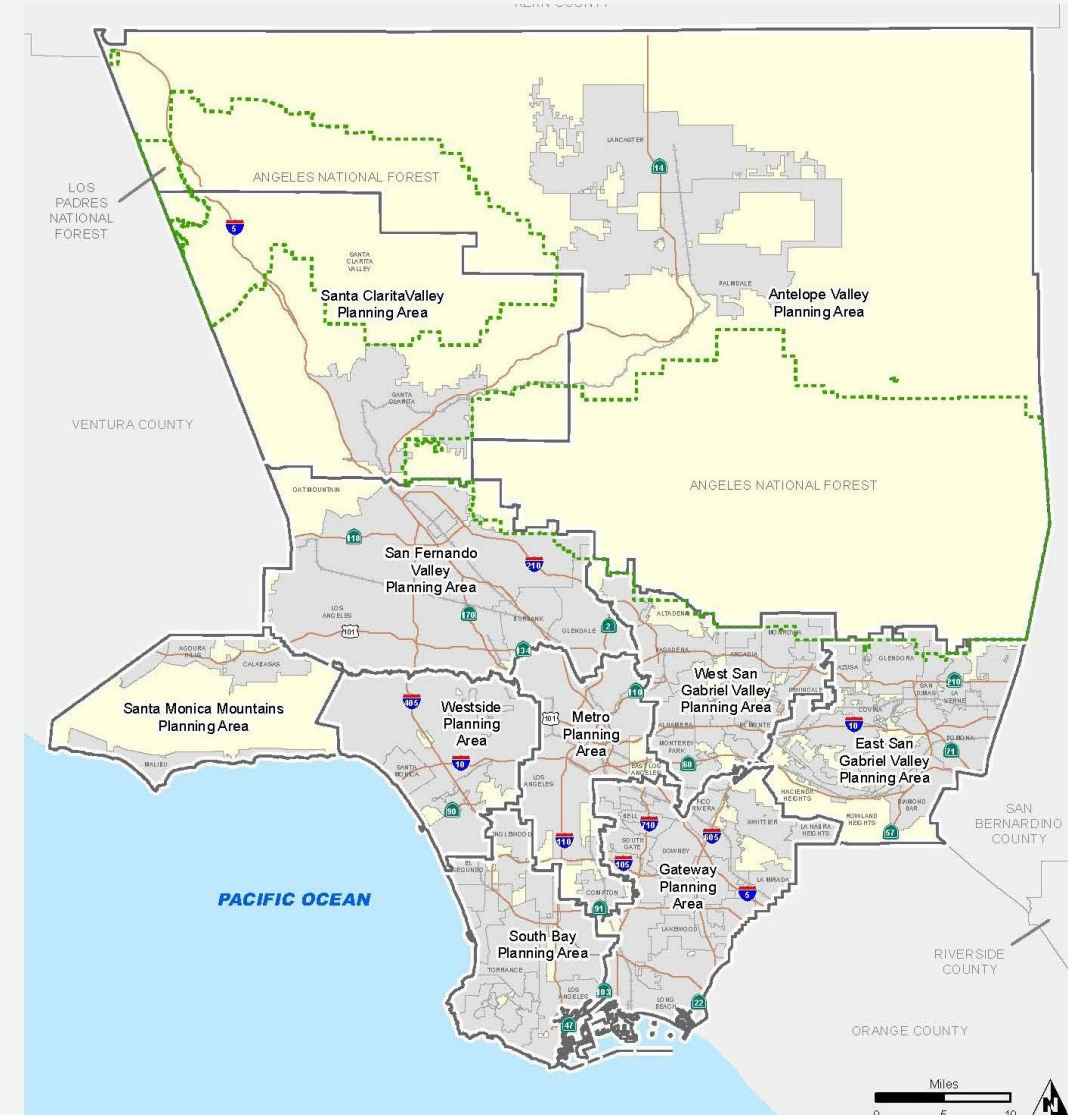 KERN COUNTY
LANCASTER
14
LOS
PADRES
NATIONAL
FOREST
ANGELES NATIONAL FOREST
5
SANTA
CLARITA
VALLEY
Santa ClaritaValley
Planning Area
PALMDALE
Antelope Valley
Planning Area
SANTA
CLARITA
VENTURA COUNTY
ANGELES NATIONAL FOREST
OAT MOUNTAIN
118
San Fernando
Valley
Planning Area
210
LOS
ANGELES
101
170
BURBANK
GLENDALE
2
134
ALTADENA
PASADENA
ARCADIA
MONROVIA
AZUSA
GLENDORA
210
SAN
DIMAS
LA
VERNE
AGOURA
HILLS
CALABASAS
Santa Monica Mountains
Planning Area
MALIBU
405
Westside
Planning
Area
10
SANTA
MONICA
90
110
101
Metro
Planning
Area
LOS
ANGELES
EAST LOS
ANGELES
West San
Gabriel Valley
Planning Area
IRWINDALE
ALHAMBRA
EL MONTE
MONTEREY
PARK
60
COVINA
10
POMONA
71
East San
Gabriel Valley
Planning Area
HACIENDA
HEIGHTS
ROWLAND
HEIGHTS
DIAMOND
BAR
57
SAN
BERNARDINO
COUNTY
INGLEWOOD
110
BELL
710
PICO
RIVERA
605
WHITTIER
LA HABRA
HEIGHTS
SOUTH
GATE
DOWNEY
105
Gateway
Planning
Area
LA MIRADA
5
EL
SEGUNDO
COMPTON
91
PACIFIC OCEAN
LAKEWOOD
South Bay
Planning Area
TORRANCE
LOS
ANGELES
103
LONG
BEACH
22
47
RIVERSIDE
COUNTY
ORANGE COUNTY
Miles
0 5 10
N